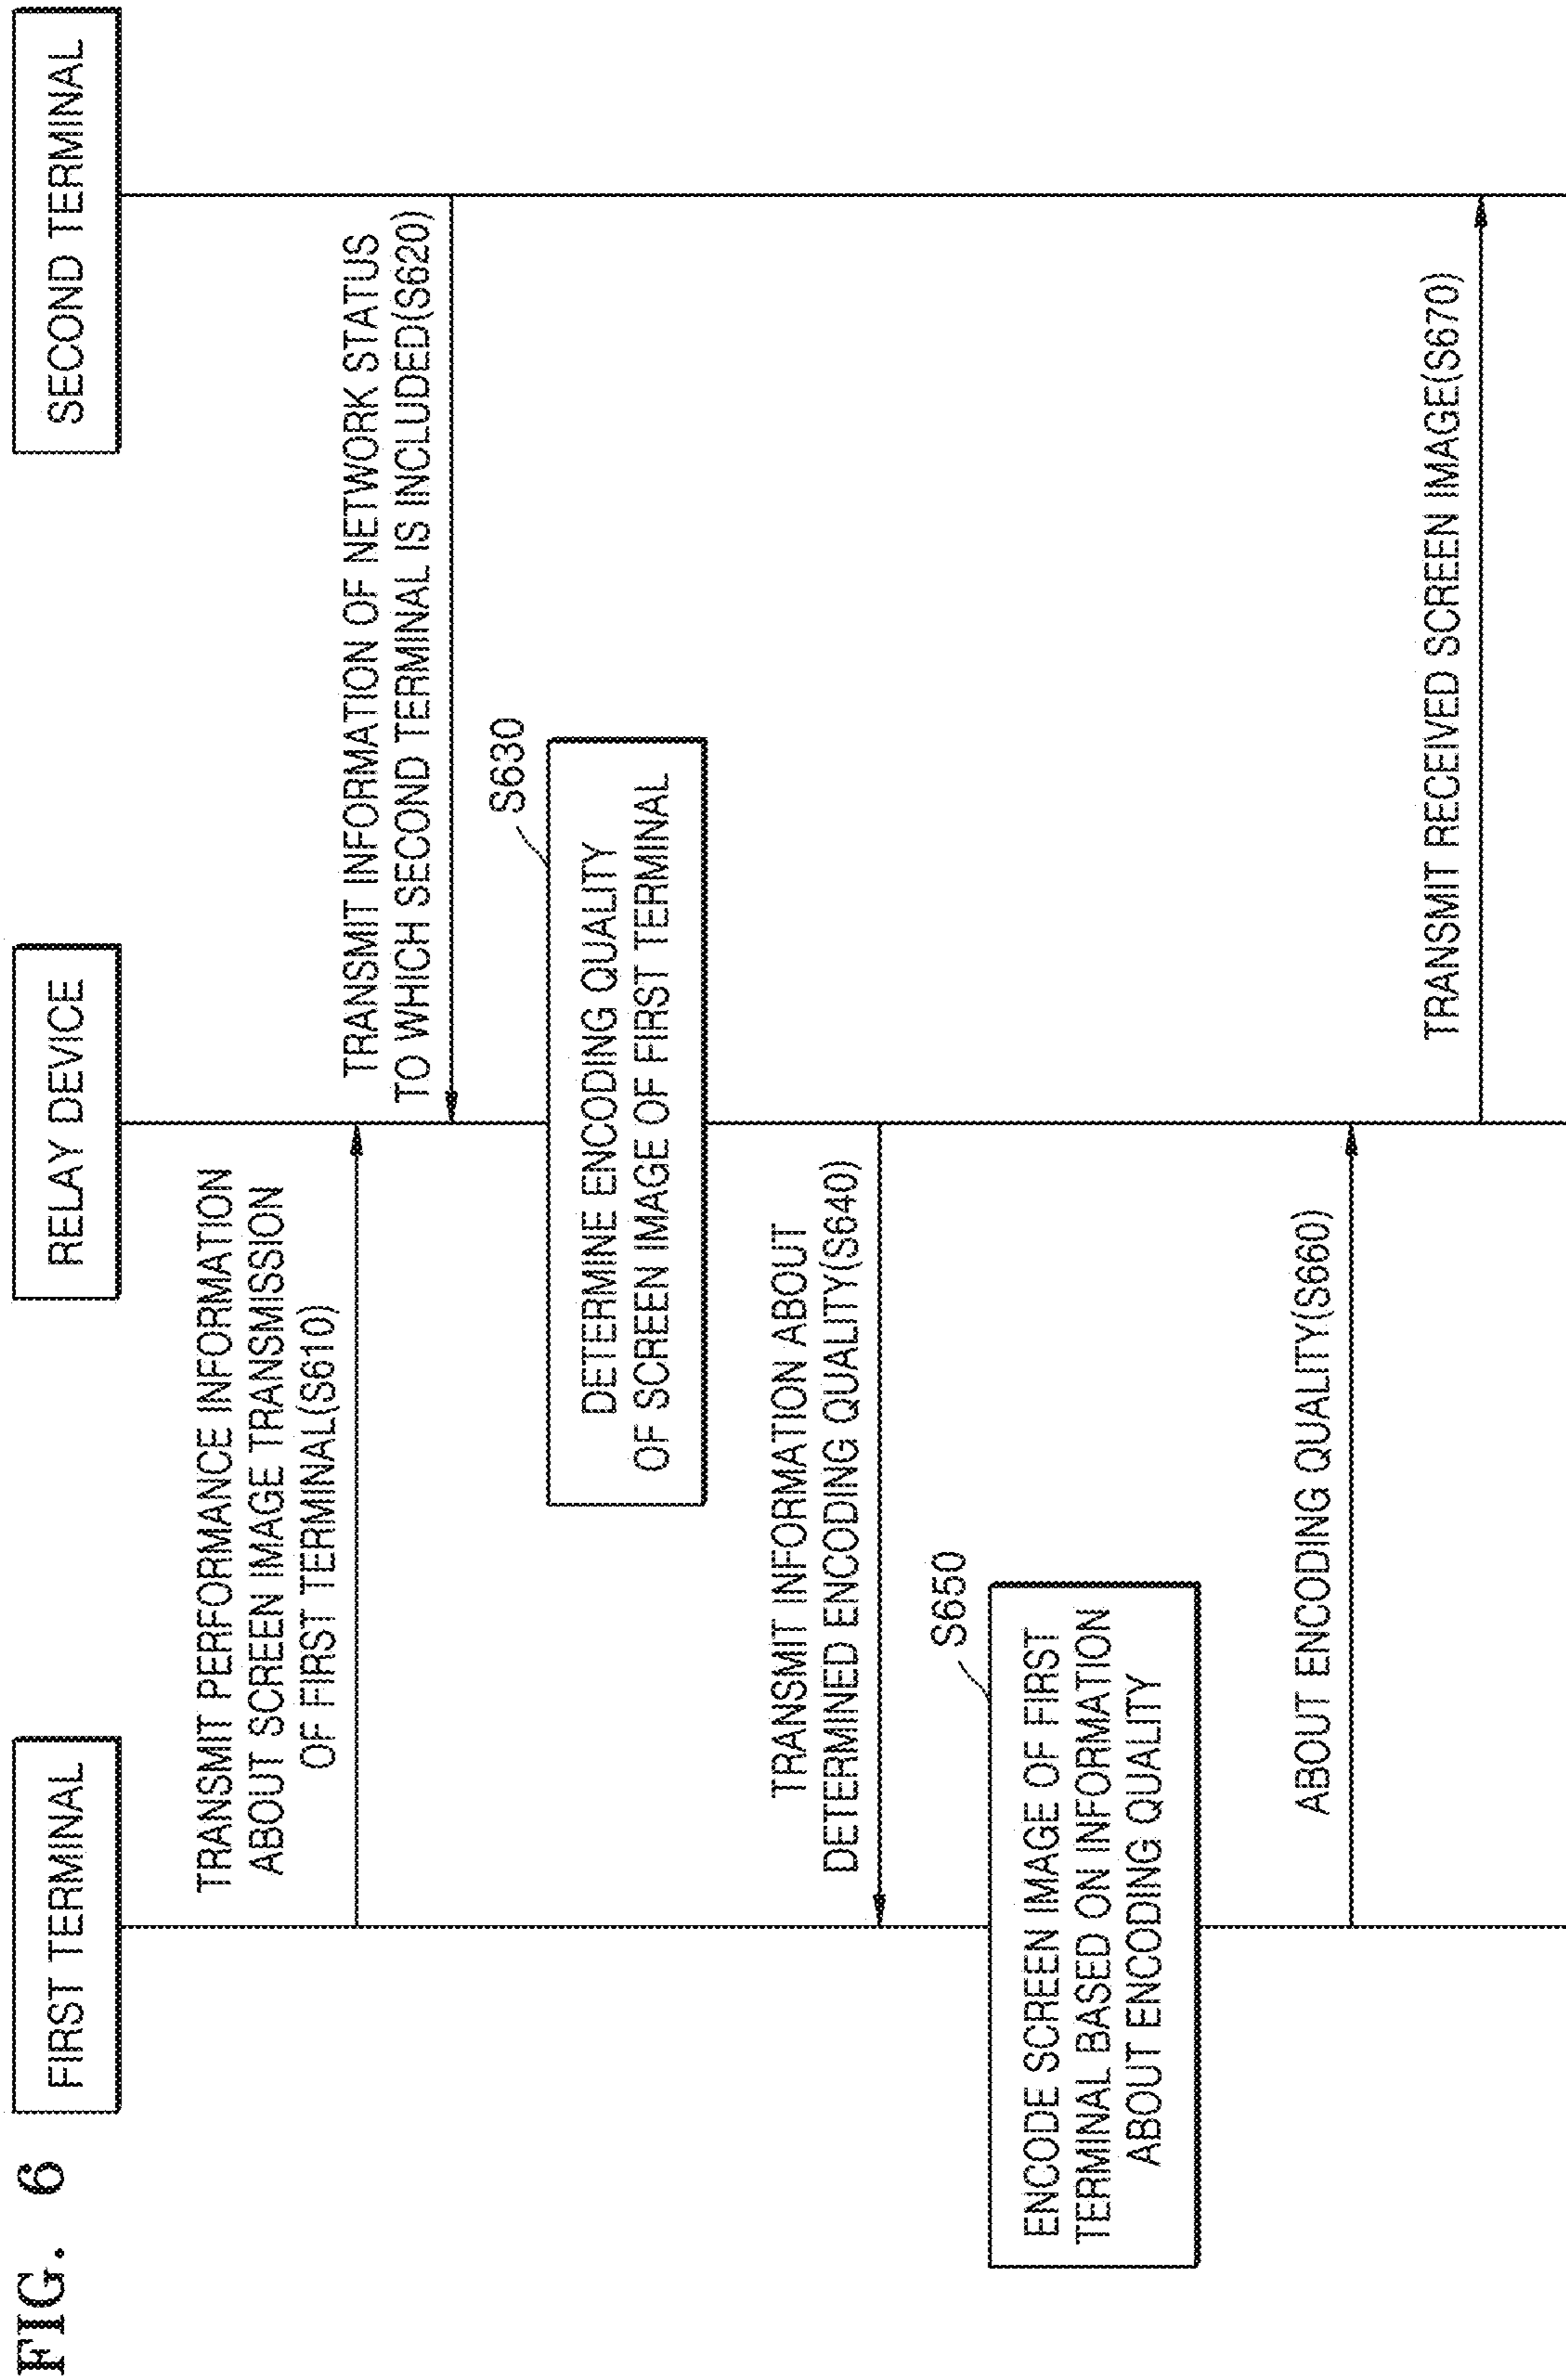 FIG. 6
FIRST TERMINAL
RELAY DEVICE
SECOND TERMINAL
TRANSMIT PERFORMANCE INFORMATION
ABOUT SCREEN IMAGE TRANSMISSION
OF FIRST TERMINAL(S610)
TRANSMIT INFORMATION OF NETWORK STATUS
TO WHICH SECOND TERMINAL IS INCLUDED(S620)
S630
DETERMINE ENCODING QUALITY
OF SCREEN IMAGE OF FIRST TERMINAL
TRANSMIT INFORMATION ABOUT
DETERMINED ENCODING QUALITY(S640)
S650
ENCODE SCREEN IMAGE OF FIRST
TERMINAL BASED ON INFORMATION
ABOUT ENCODING QUALITY
ABOUT ENCODING QUALITY(S660)
TRANSMIT RECEIVED SCREEN IMAGE(S670)